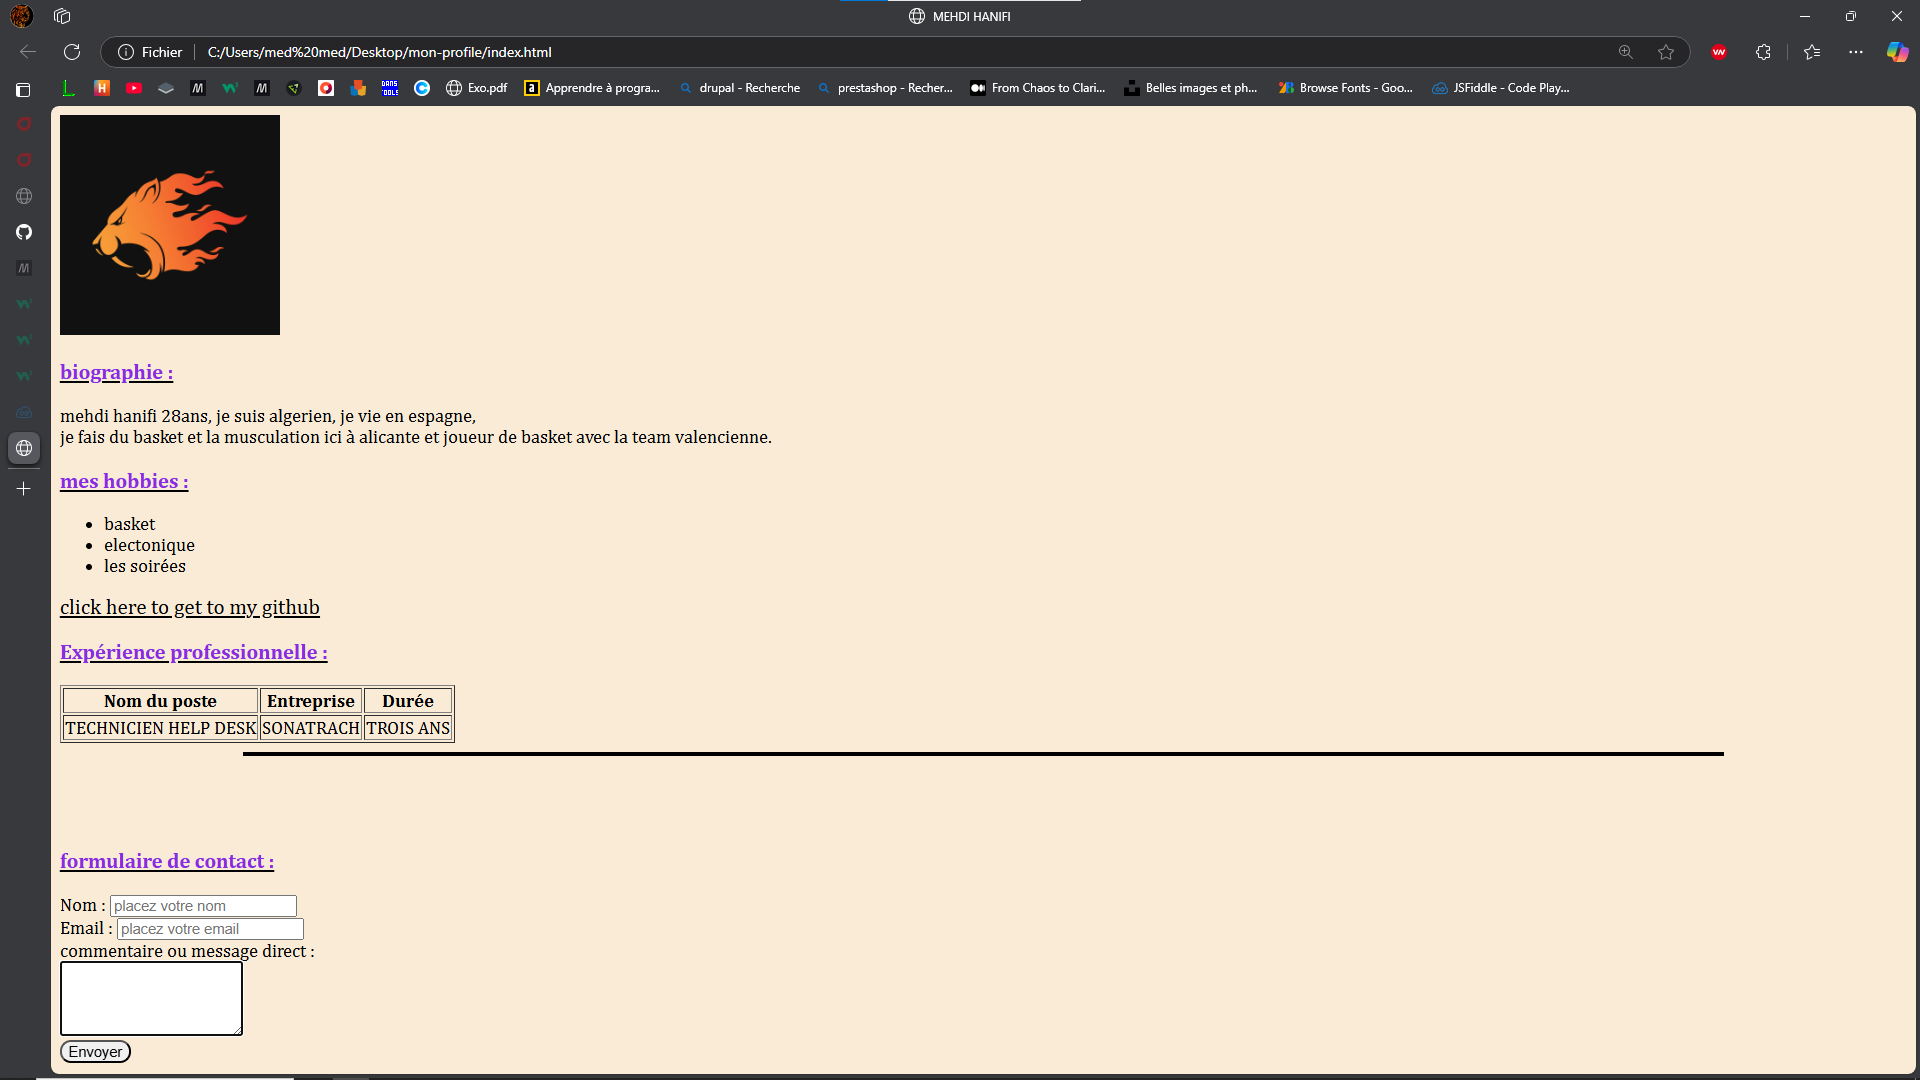 MEHDI HANIFI
Fichier C:/Users/med%20med/Desktop/mon-profile/index.html
Exo.pdf Apprendre à progra... drupal - Recherche prestashop - Recher... From Chaos to Clari... Belles images et ph... Browse Fonts - Goo... JSFiddle - Code Play...
biographie :
mehdi hanifi 28ans, je suis algerien, je vie en espagne,
je fais du basket et la musculation ici à alicante et joueur de basket avec la team valencienne.
mes hobbies :
basket
electonique
les soirées
click here to get to my github
Expérience professionnelle :
Nom du poste Entreprise Durée
TECHNICIEN HELP DESK SONATRACH TROIS ANS
formulaire de contact :
Nom : placez votre nom
Email : placez votre email
commentaire ou message direct :
Envoyer